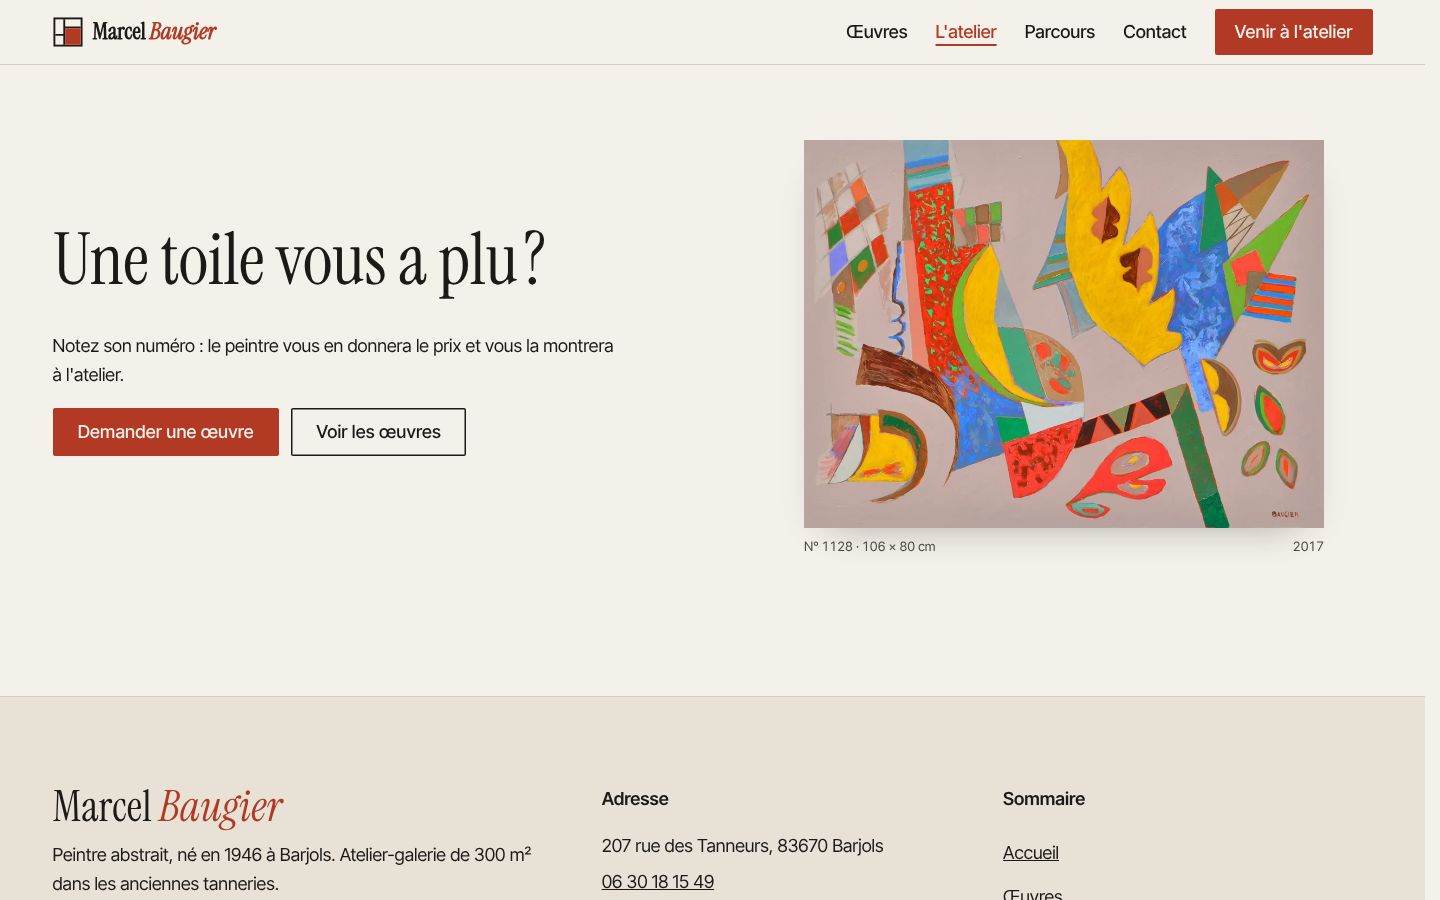 Marcel Baugier
Œuvres
L'atelier
Parcours
Contact
Venir à l'atelier
Une toile vous a plu ?
Notez son numéro : le peintre vous en donnera le prix et vous la montrera
à l'atelier.
Demander une œuvre
Voir les œuvres
BAUGIER
N° 1128 · 106 × 80 cm
2017
Marcel Baugier
Peintre abstrait, né en 1946 à Barjols. Atelier-galerie de 300 m²
dans les anciennes tanneries.
Adresse
207 rue des Tanneurs, 83670 Barjols
06 30 18 15 49
Sommaire
Accueil
Œuvres